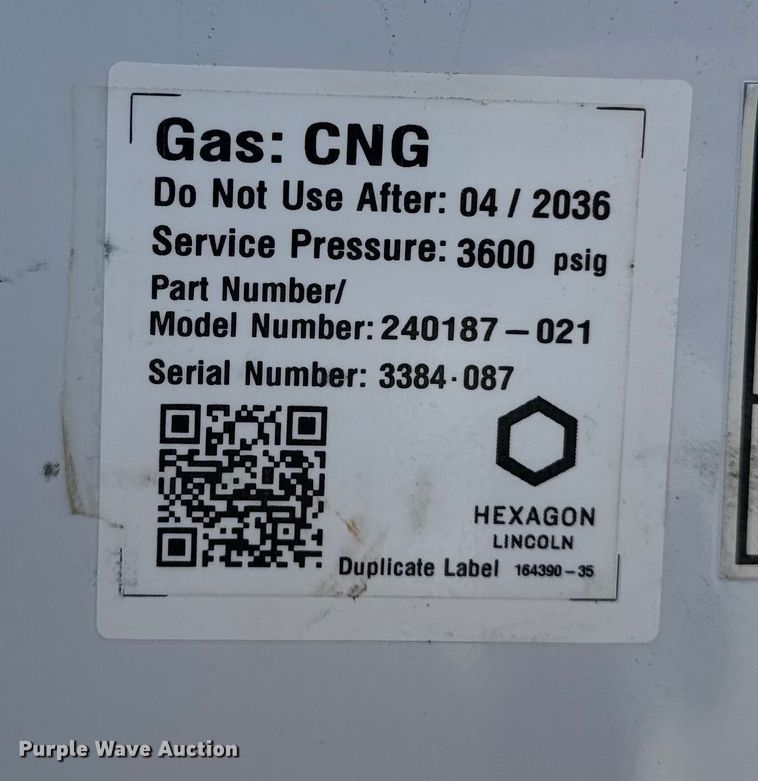 Gas: CNG
Do Not Use After: 04 / 2036
Service Pressure: 3600 psig
Part Number/
Model Number: 240187-021
Serial Number: 3384-087
HEXAGON
LINCOLN
Duplicate Label 164390-35
Purple Wave Auction